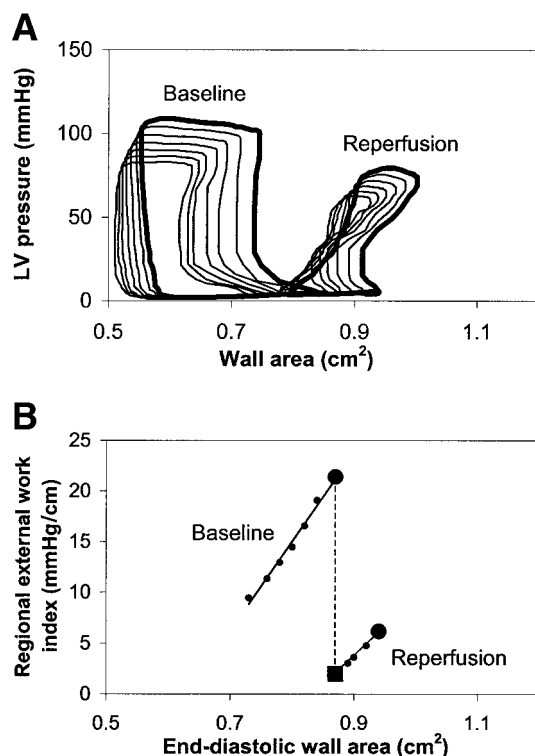 A
LV pressure (mmHg)
150
100
50
0
Baseline
Reperfusion
0.5 0.7 0.9 1.1
Wall area (cm²)
B
Regional external work
index (mmHg/cm)
25
20
15
10
5
0
Baseline
Reperfusion
0.5 0.7 0.9 1.1
End-diastolic wall area (cm²)